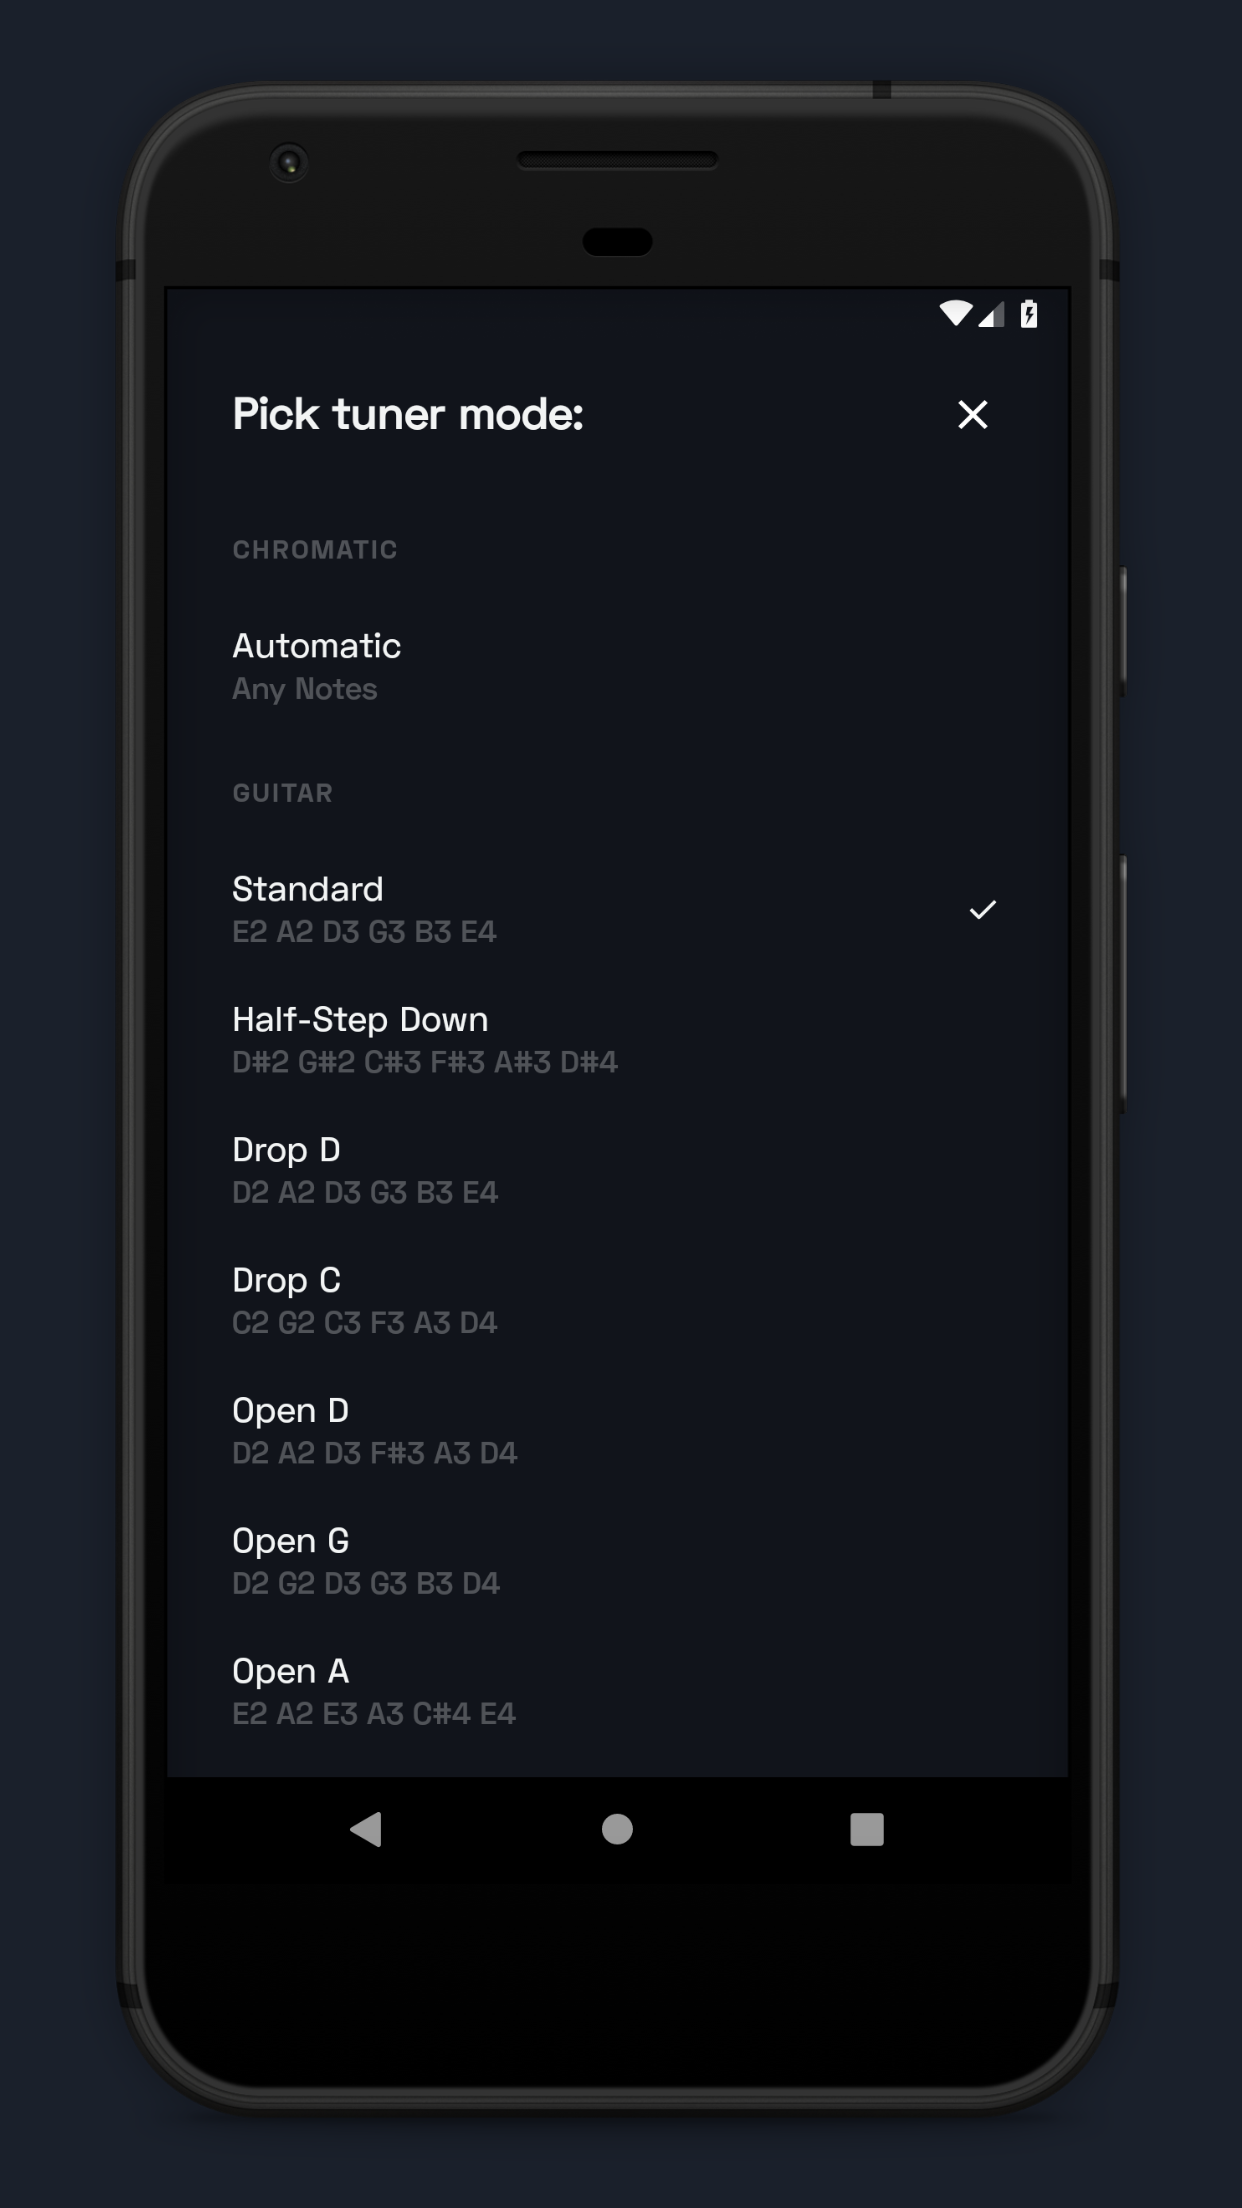 Pick tuner mode:
CHROMATIC
Automatic
Any Notes
GUITAR
Standard
E2 A2 D3 G3 B3 E4
Half-Step Down
D#2 G#2 C#3 F#3 A#3 D#4
Drop D
D2 A2 D3 G3 B3 E4
Drop C
C2 G2 C3 F3 A3 D4
Open D
D2 A2 D3 F#3 A3 D4
Open G
D2 G2 D3 G3 B3 D4
Open A
E2 A2 E3 A3 C#4 E4